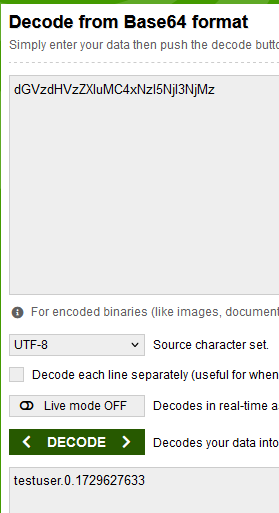 Decode from Base64 format
Simply enter your data then push the decode
dGVzdHVzZXIuMC4xNzI5NjI3NjMz
For encoded binaries (like images,
UTF-8
Source character set.
Decode each line separately (useful for when
Live mode OFF
Decodes in real-time
DECODE
Decodes your data into
testuser.0.1729627633